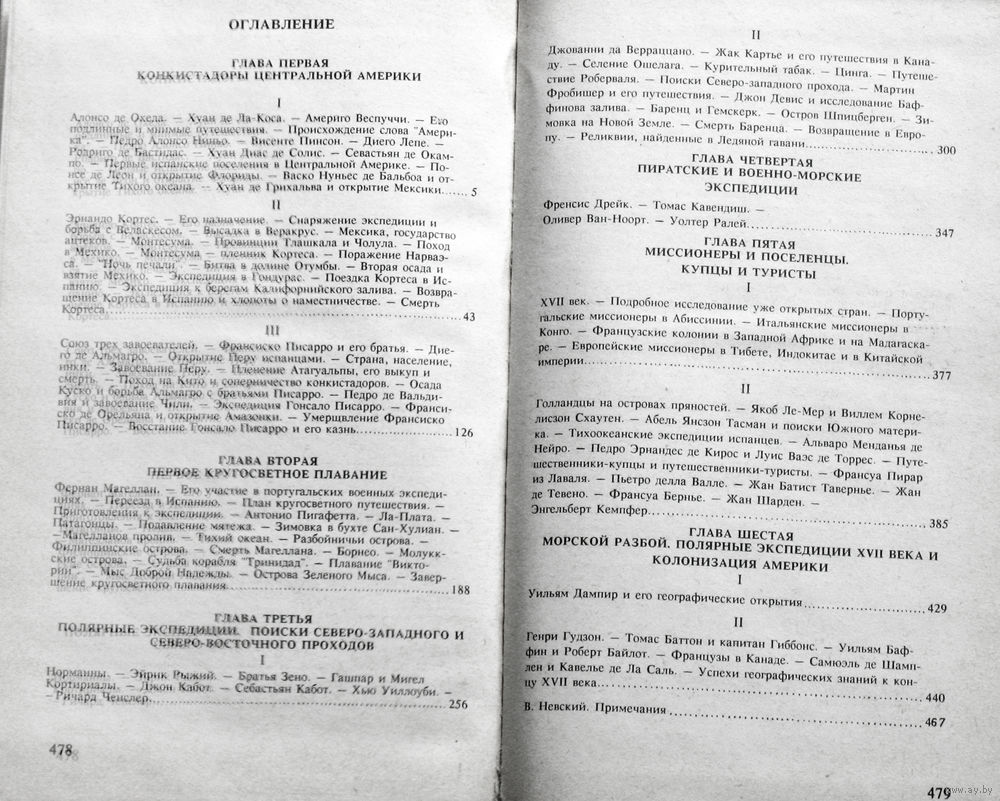 ОГЛАВЛЕНИЕ
ГЛАВА ПЕРВАЯ
КОНКИСТАДОРЫ ЦЕНТРАЛЬНОЙ АМЕРИКИ
I
Алонсо де Охеда. — Хуан де Ла-Коса. — Америго Веспуччи. — Его
подлинные и мнимые путешествия. — Происхождение слова "Амери-
ка". — Педро Алонсо Ниньо. — Висенте Пинсон. — Диего Лепе. —
Родриго де Бастидас. — Хуан Диас де Солис. — Севастьян де Окам-
по. — Первые испанские поселения в Центральной Америке. — По-
нсе де Леон и открытие Флориды. — Васко Нуньес де Бальбоа и от-
крытие Тихого океана. — Хуан де Грихальва и открытие Мексики....... 5
II
Эрнандо Кортес. — Его назначение. — Снаряжение экспедиции и
борьба с Веласкесом. — Высадка в Веракрус. — Мексика, государство
ацтеков. — Монтесума. — Провинции Тлашкала и Чолула. — Поход
в Мехико. — Монтесума — пленник Кортеса. — Поражение Нарваэ-
са. — "Ночь печали". — Битва в долине Отумбы. — Вторая осада и
взятие Мехико. — Экспедиция в Гондурас. — Поездка Кортеса в Ис-
панию. — Экспедиция к берегам Калифорнийского залива. — Возвра-
щение Кортеса в Испанию и хлопоты о наместничестве. — Смерть
Кортеса........ 43
III
Союз трех завоевателей. — Франсиско Писарро и его братья. — Дие-
го де Альмагро. — Открытие Перу испанцами. — Страна, население,
инки. — Завоевание Перу. — Пленение Атагуальпы, его выкуп и
смерть. — Поход на Кито и соперничество конкистадоров. — Осада
Куско и борьба Альмагро с братьями Писарро. — Педро де Вальди-
вия и завоевание Чили. — Экспедиция Гонсало Писарро. — Франси-
ско де Орельяна и открытие Амазонки. — Умерщвление Франсиско
Писарро. — Восстание Гонсало Писарро и его казнь........ 126
ГЛАВА ВТОРАЯ
ПЕРВОЕ КРУГОСВЕТНОЕ ПЛАВАНИЕ
Фернан Магеллан. — Его участие в португальских военных экспеди-
циях. — Переезд в Испанию. — План кругосветного путешествия. —
Приготовления к экспедиции. — Антонио Пигафетта. — Ла-Плата. —
Патагонцы. — Подавление мятежа. — Зимовка в бухте Сан-Хулиан. —
— Магелланов пролив. — Тихий океан. — Разбойничьи острова. —
Филиппинские острова. — Смерть Магеллана. — Борнео. — Молукк-
ские острова. — Судьба корабля "Тринидад". — Плавание "Викто-
рии". — Мыс Доброй Надежды. — Острова Зеленого Мыса. — Завер-
шение кругосветного плавания........ 188
ГЛАВА ТРЕТЬЯ
ПОЛЯРНЫЕ ЭКСПЕДИЦИИ. ПОИСКИ СЕВЕРО-ЗАПАДНОГО И
СЕВЕРО-ВОСТОЧНОГО ПРОХОДОВ
I
Норманны. — Эйрик Рыжий. — Братья Зено. — Гашпар и Мигел
Кортириалы. — Джон Кабот. — Себастьян Кабот. — Хью Уиллоуби. —
— Ричард Ченслер........ 256
478
II
Джованни да Верраццано. — Жак Картье и его путешествия в Кана-
ду. — Селение Ошелага. — Курительный табак. — Цинга. — Путеше-
ствие Роберваля. — Поиски Северо-западного прохода. — Мартин
Фробишер и его путешествия. — Джон Девис и исследование Баф-
финова залива. — Баренц и Гемскерк. — Остров Шпицберген. — Зи-
мовка на Новой Земле. — Смерть Баренца. — Возвращение в Евро-
пу. — Реликвии, найденные в Ледяной гавани........ 300
ГЛАВА ЧЕТВЕРТАЯ
ПИРАТСКИЕ И ВОЕННО-МОРСКИЕ
ЭКСПЕДИЦИИ
Френсис Дрейк. — Томас Кавендиш. —
Оливер Ван-Ноорт. — Уолтер Ралей........ 347
ГЛАВА ПЯТАЯ
МИССИОНЕРЫ И ПОСЕЛЕНЦЫ.
КУПЦЫ И ТУРИСТЫ
I
XVII век. — Подробное исследование уже открытых стран. — Порту-
гальские миссионеры в Абиссинии. — Итальянские миссионеры в
Конго. — Французские колонии в Западной Африке и на Мадагаска-
ре. — Европейские миссионеры в Тибете, Индокитае и в Китайской
империи........ 377
II
Голландцы на островах пряностей. — Якоб Ле-Мер и Виллем Корне-
лисзон Схаутен. — Абель Янсзон Тасман и поиски Южного матери-
ка. — Тихоокеанские экспедиции испанцев. — Альваро Менданья де
Нейро. — Педро Эрнандес де Кирос и Луис Ваэс де Торрес. — Путе-
шественники-купцы и путешественники-туристы. — Франсуа Пирар
из Лаваля. — Пьетро делла Валле. — Жан Батист Тавернье. — Жан
де Тевено. — Франсуа Бернье. — Жан Шарден. —
Энгельберт Кемпфер........ 385
ГЛАВА ШЕСТАЯ
МОРСКОЙ РАЗБОЙ. ПОЛЯРНЫЕ ЭКСПЕДИЦИИ XVII ВЕКА И
КОЛОНИЗАЦИЯ АМЕРИКИ
I
Уильям Дампир и его географические открытия........ 429
II
Генри Гудзон. — Томас Баттон и капитан Гиббонс. — Уильям Баф-
фин и Роберт Байлот. — Французы в Канаде. — Самюэль де Шамп-
лен и Кавелье де Ла Саль. — Успехи географических знаний к кон-
цу XVII века........ 440
В. Невский. Примечания........ 467
479
www.ay.by